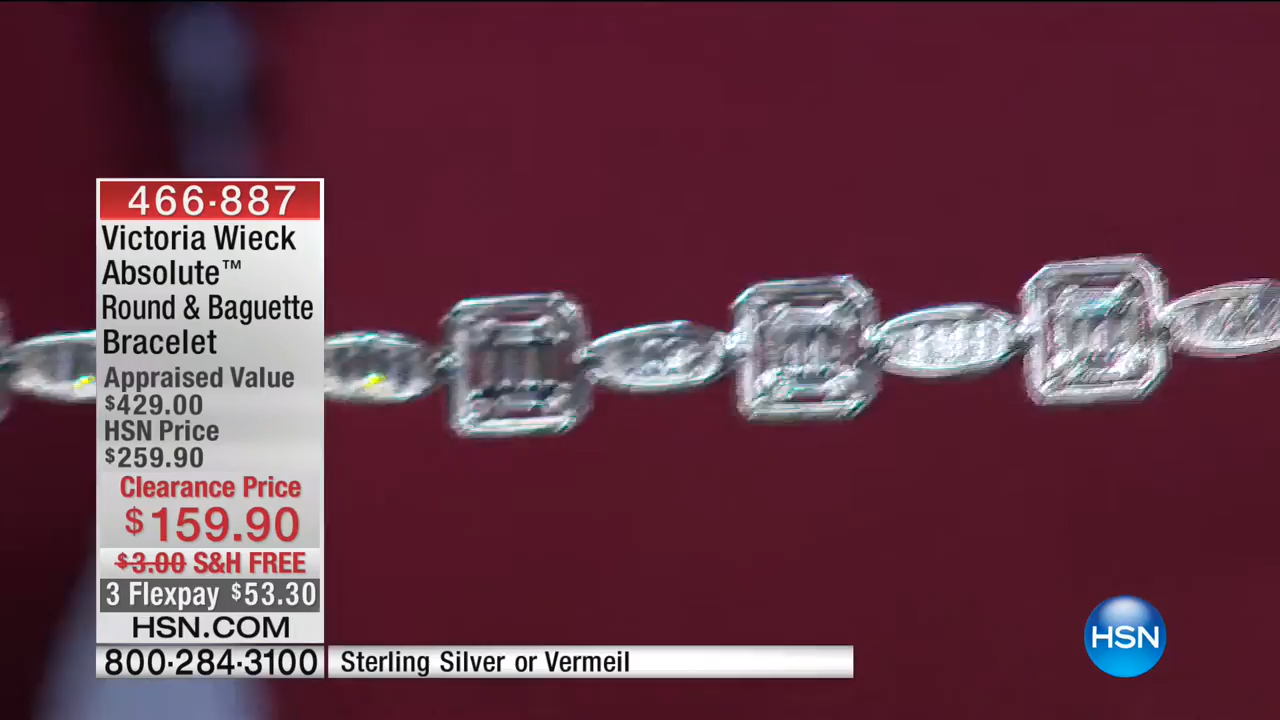 466-887
Victoria Wieck
Absolute™
Round & Baguette
Bracelet
Appraised Value
$429.00
HSN Price
$259.90
Clearance Price
$159.90
$3.00 S&H FREE
3 Flexpay $53.30
HSN.COM
800-284-3100
Sterling Silver or Vermeil
HSN